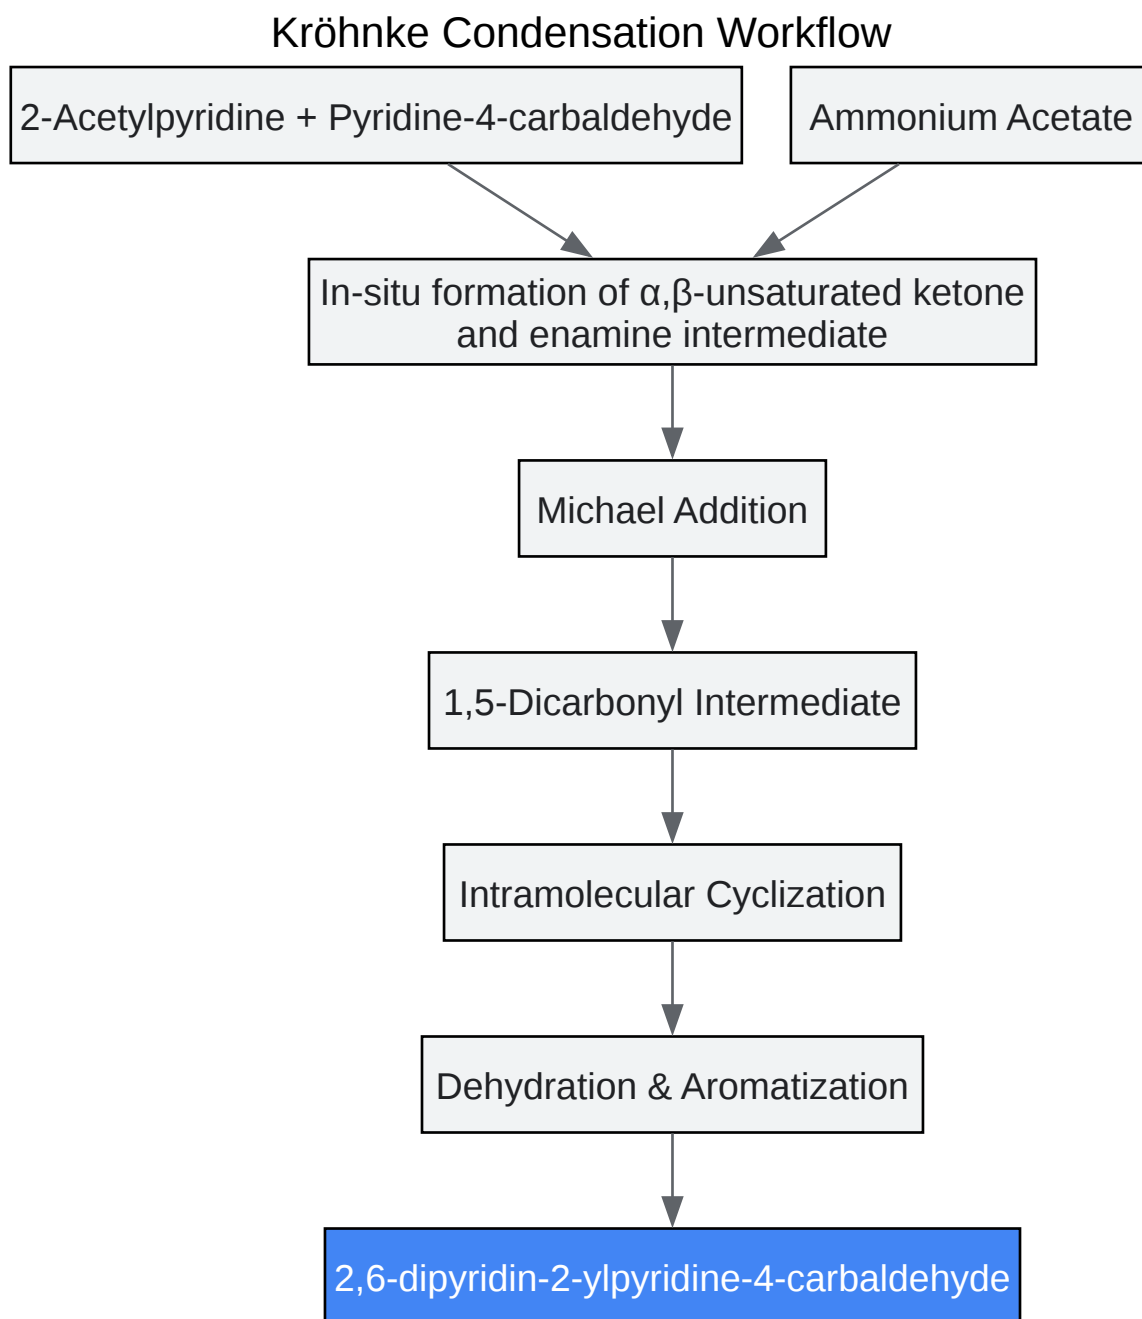 Kröhnke Condensation Workflow
2-Acetylpyridine + Pyridine-4-carbaldehyde
Ammonium Acetate
In-situ formation of α,β-unsaturated ketone
and enamine intermediate
Michael Addition
1,5-Dicarbonyl Intermediate
Intramolecular Cyclization
Dehydration & Aromatization
2,6-dipyridin-2-ylpyridine-4-carbaldehyde